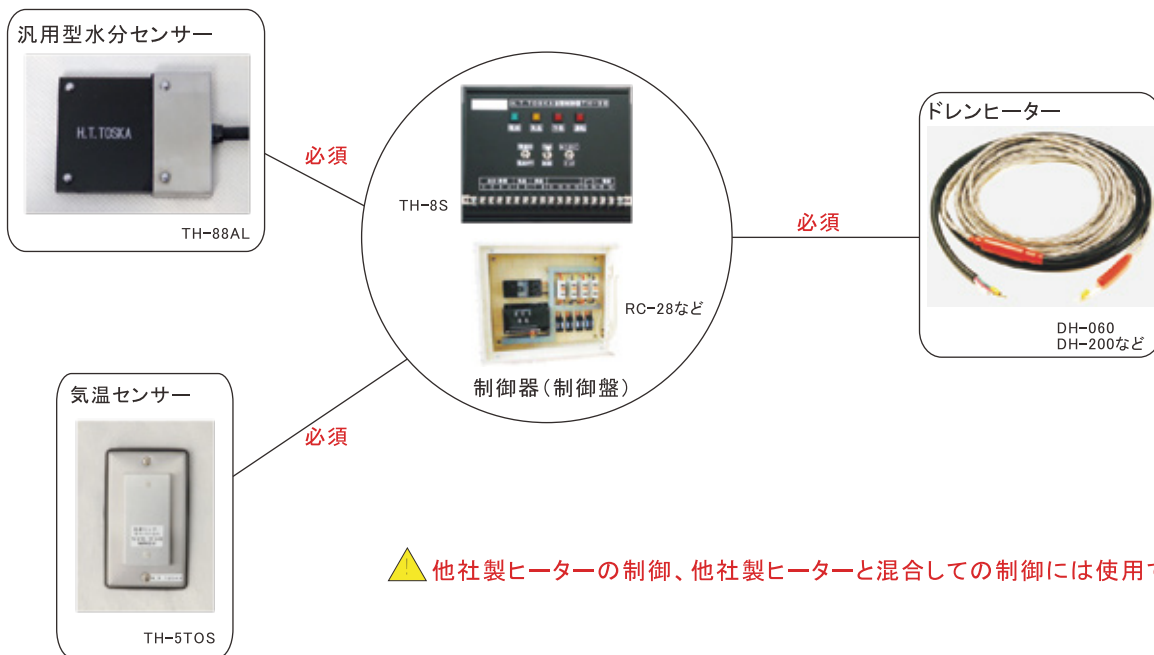 汎用型水分センサー
H.T.TOSKA
TH-88AL
必須
TH-8S
RC-28など
制御器(制御盤)
必須
ドレンヒーター
DH-060
DH-200など
気温センサー
TH-5TOS
必須
他社製ヒーターの制御、他社製ヒーターと混合しての制御には使用